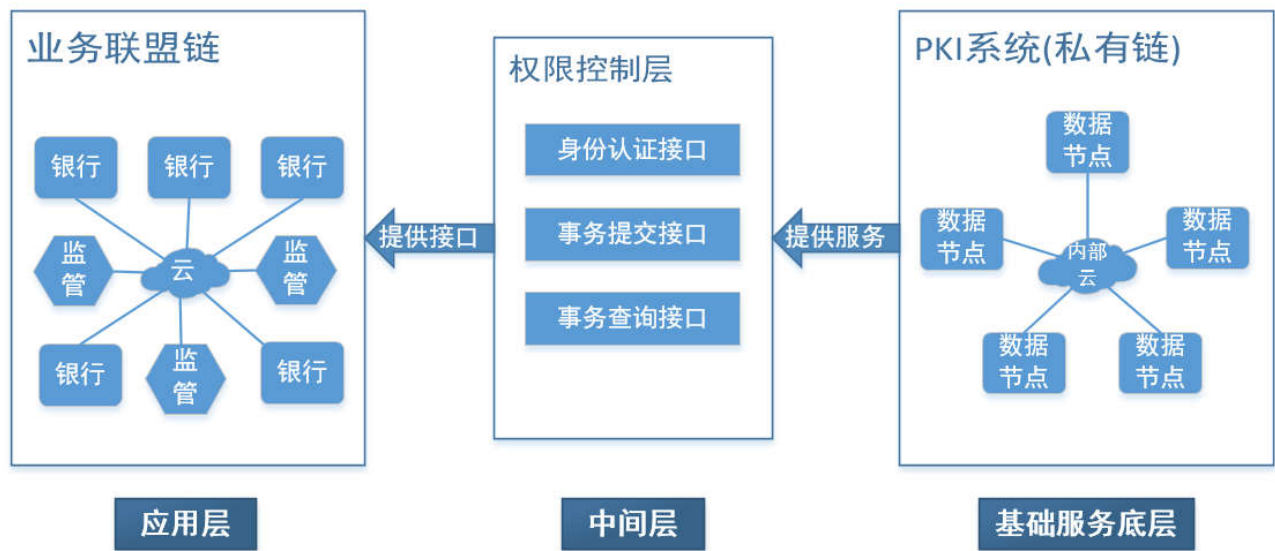 业务联盟链
银行
银行
银行
监
管
云
监
管
银行
监
管
银行
提供接口
权限控制层
身份认证接口
事务提交接口
事务查询接口
提供服务
PKI系统(私有链)
数据
节点
数据
节点
内部
云
数据
节点
数据
节点
数据
节点
应用层
中间层
基础服务底层